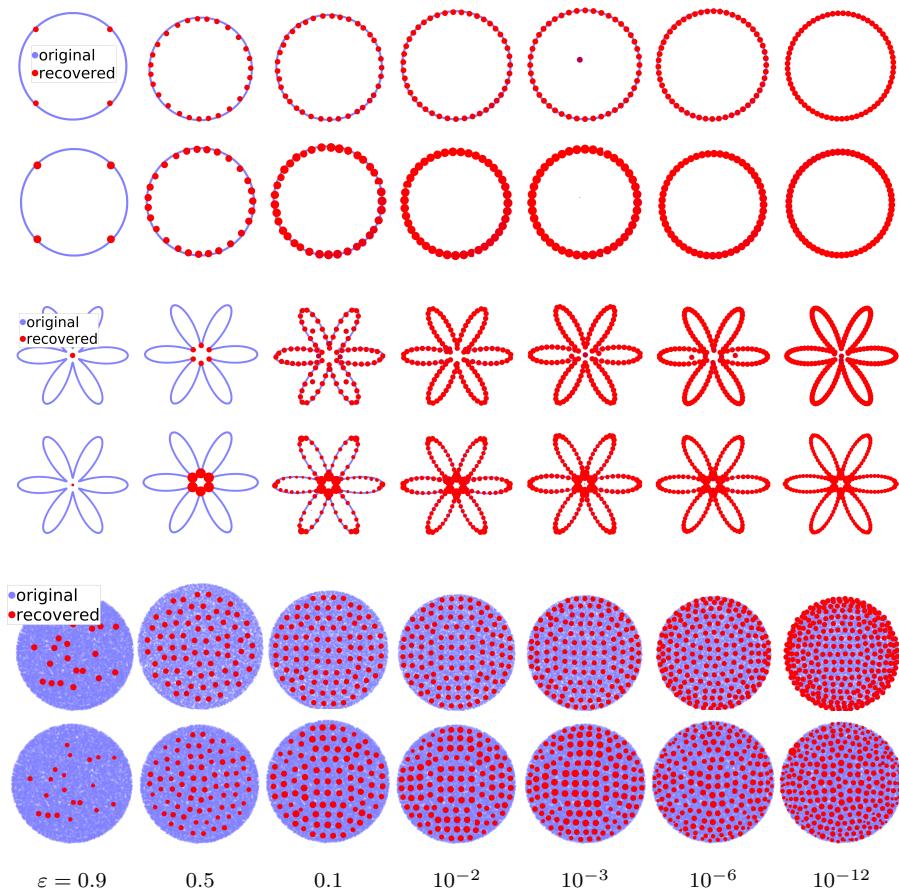 original
recovered
original
recovered
original
recovered
ε = 0.9 0.5 0.1 10⁻² 10⁻³ 10⁻⁶ 10⁻¹²